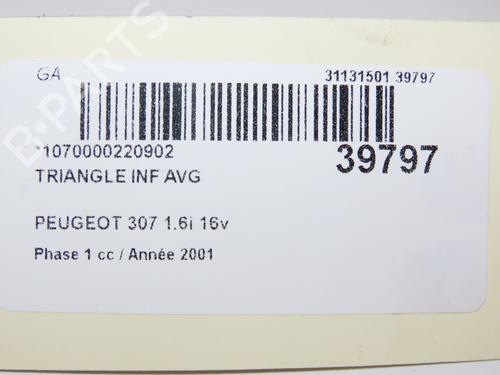 GA
31131501 39797
*1070000220902
39797
TRIANGLE INF AVG
PEUGEOT 307 1.6i 16v
Phase 1 cc / Année 2001
B-PARTS